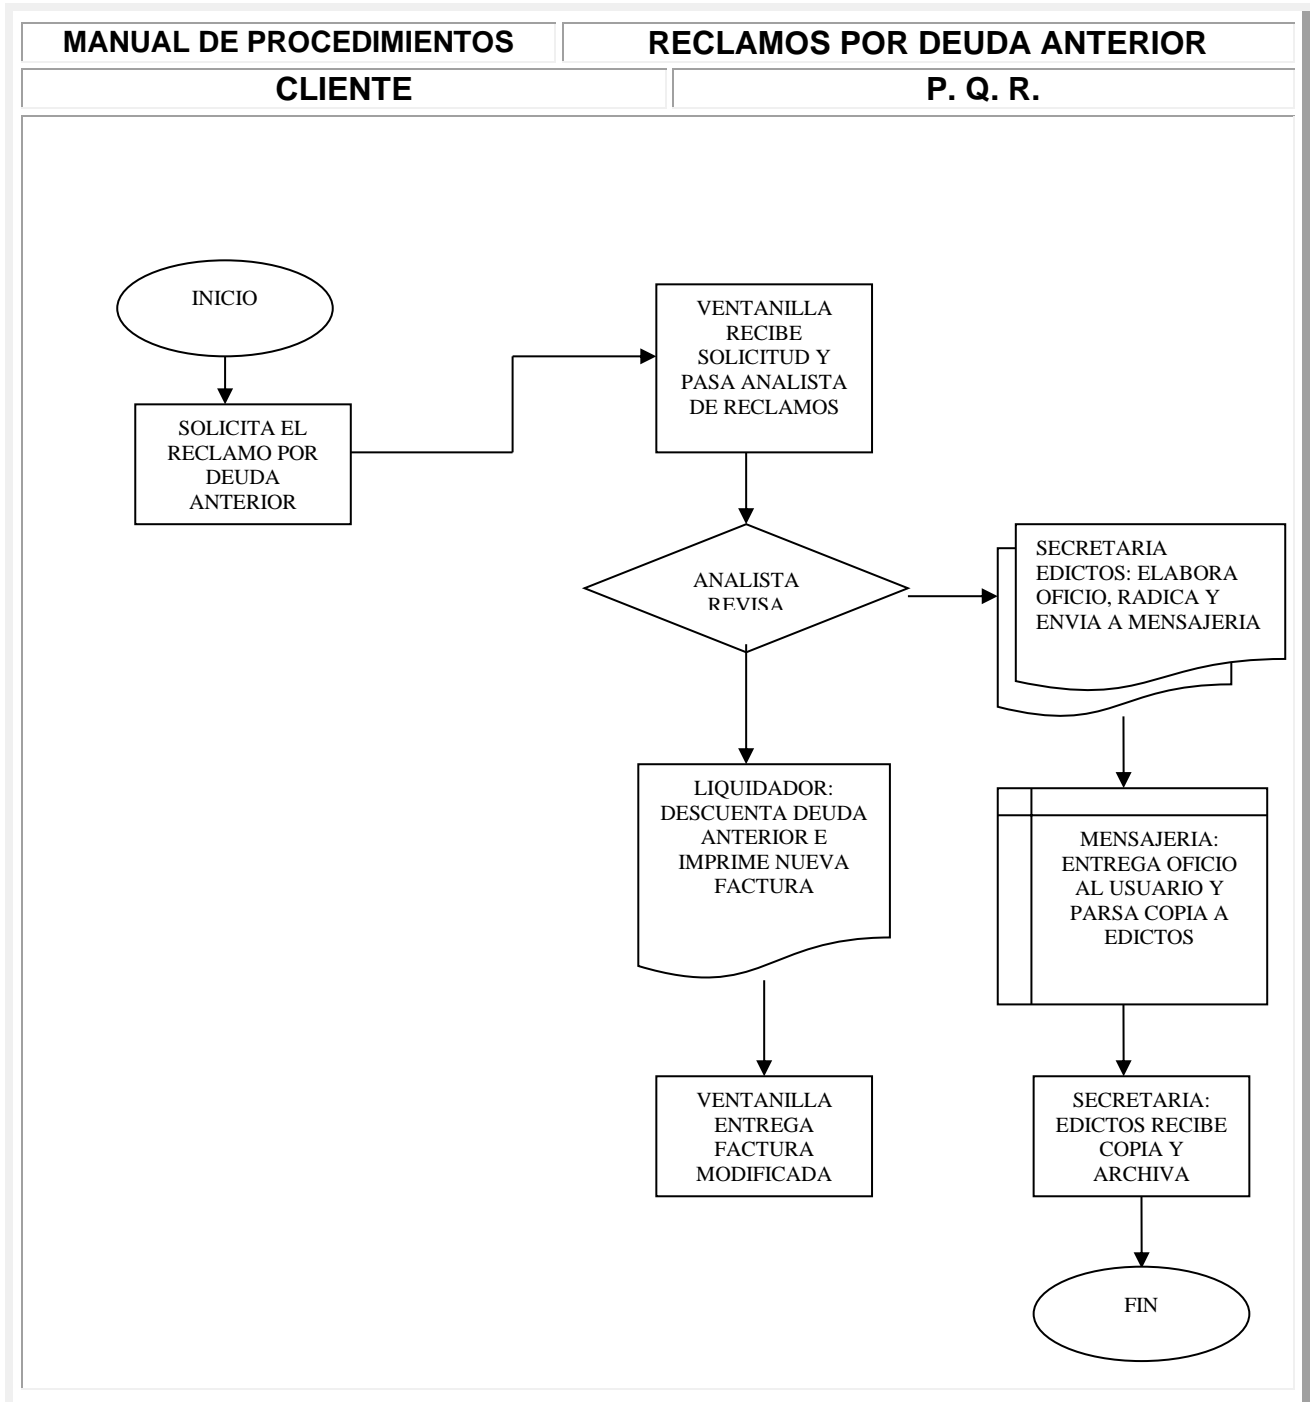 MANUAL DE PROCEDIMIENTOS
RECLAMOS POR DEUDA ANTERIOR
CLIENTE
P. Q. R.
INICIO
SOLICITA EL
RECLAMO POR
DEUDA
ANTERIOR
VENTANILLA
RECIBE
SOLICITUD Y
PASA ANALISTA
DE RECLAMOS
ANALISTA
REVISA
SECRETARIA
EDICTOS: ELABORA
OFICIO, RADICA Y
ENVIA A MENSAJERIA
LIQUIDADOR:
DESCUENTA DEUDA
ANTERIOR E
IMPRIME NUEVA
FACTURA
MENSAJERIA:
ENTREGA OFICIO
AL USUARIO Y
PARSA COPIA A
EDICTOS
VENTANILLA
ENTREGA
FACTURA
MODIFICADA
SECRETARIA:
EDICTOS RECIBE
COPIA Y
ARCHIVA
FIN